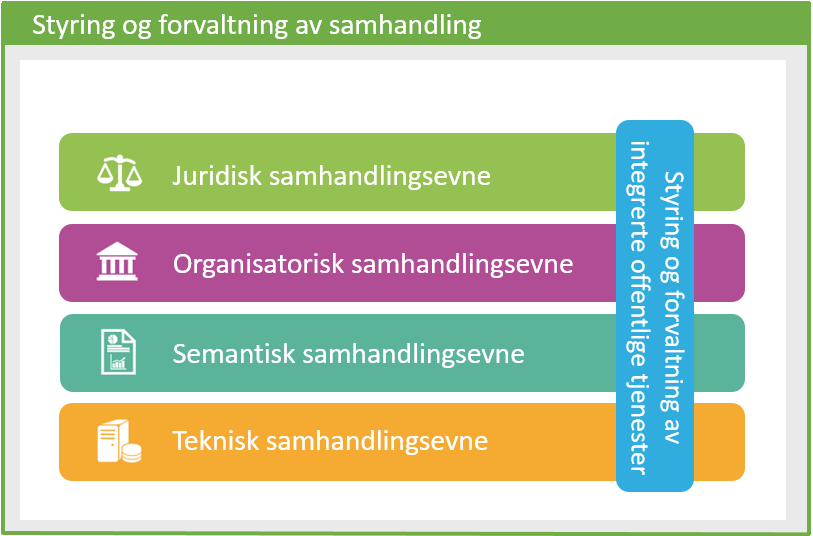 Styring og forvaltning av samhandling
Juridisk samhandlingsevne
Organisatorisk samhandlingsevne
Semantisk samhandlingsevne
Teknisk samhandlingsevne
Styring og forvaltning av
integrerte offentlige tjenester